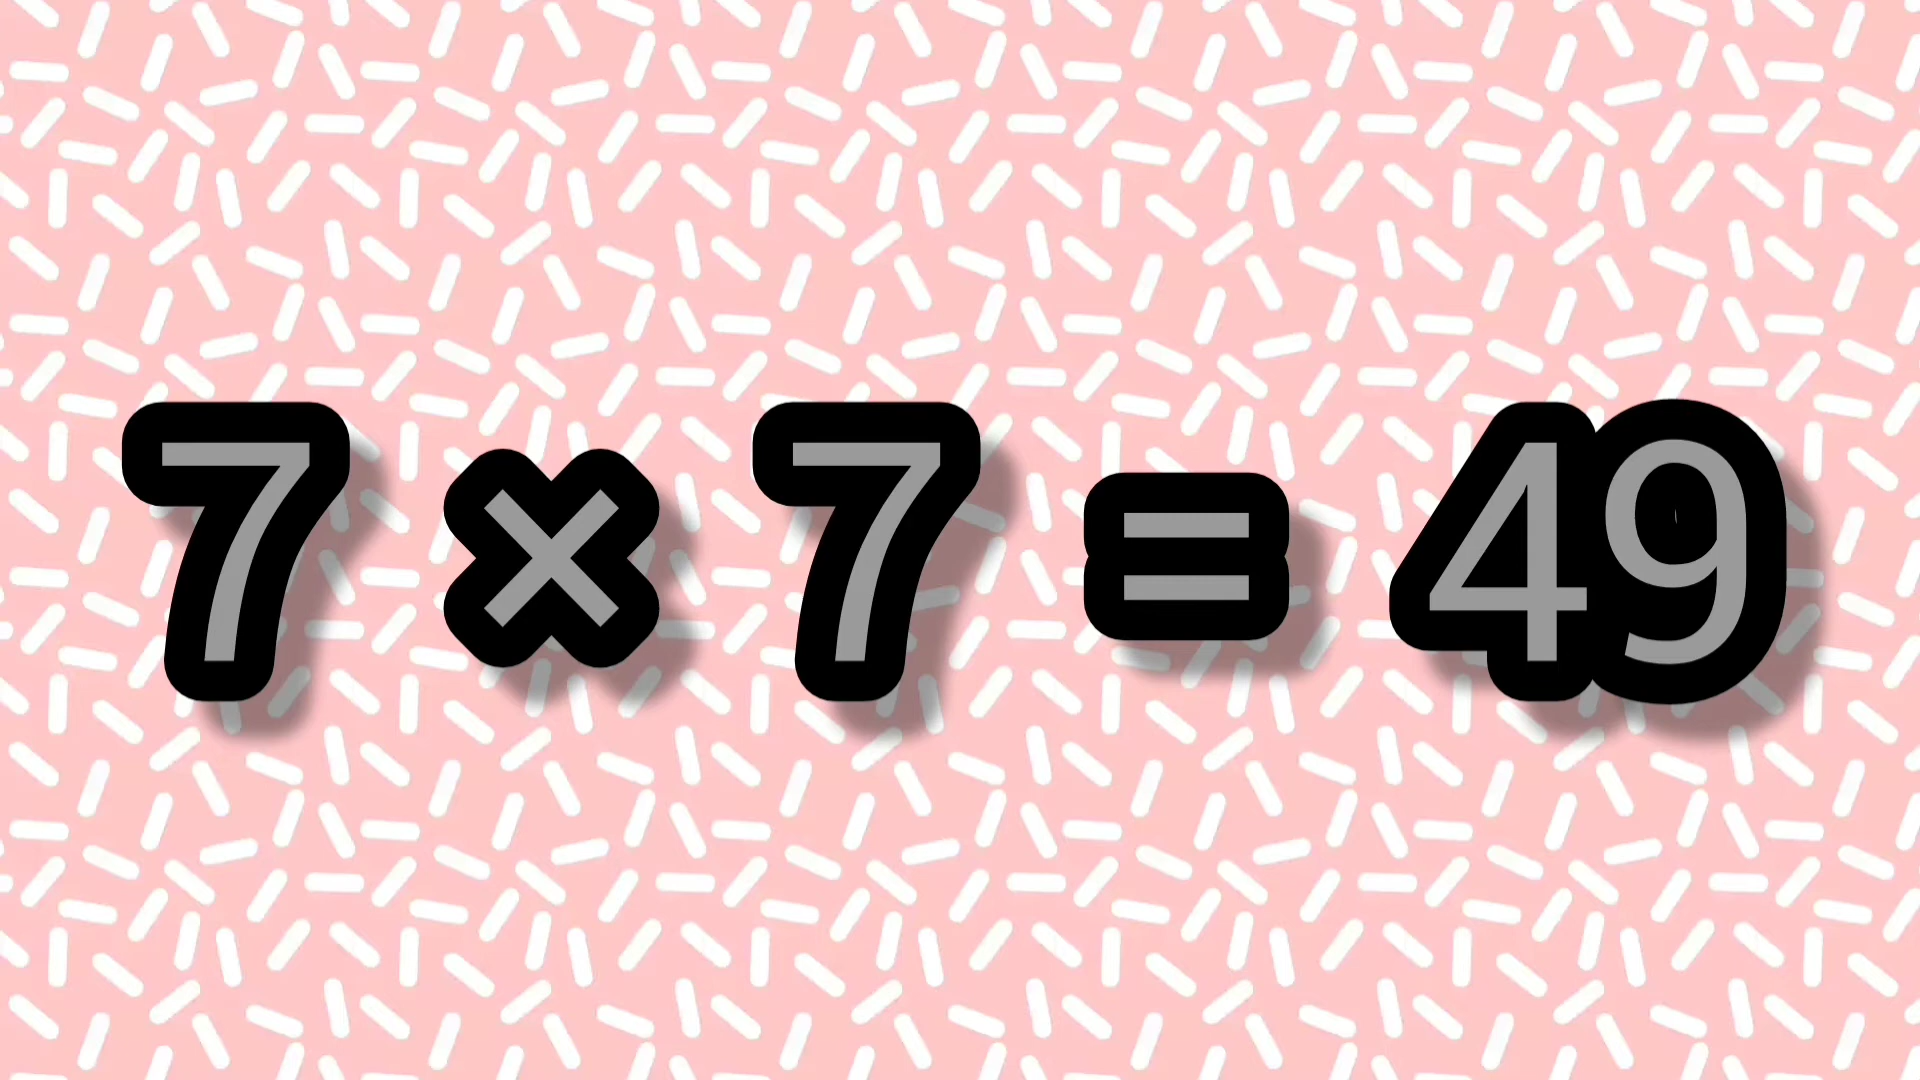 7 × 7 = 49